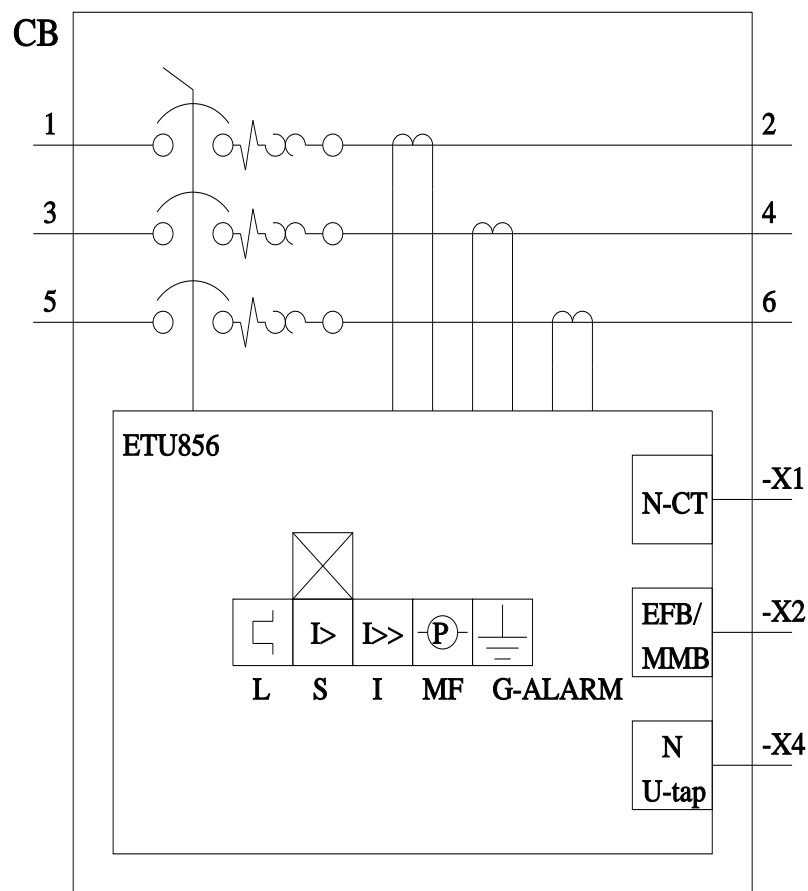 CB
1 2
3 4
5 6
ETU856
-X1
N-CT
I> I>> P
EFB/
-X2
MMB
L S I MF G-ALARM
N
-X4
U-tap